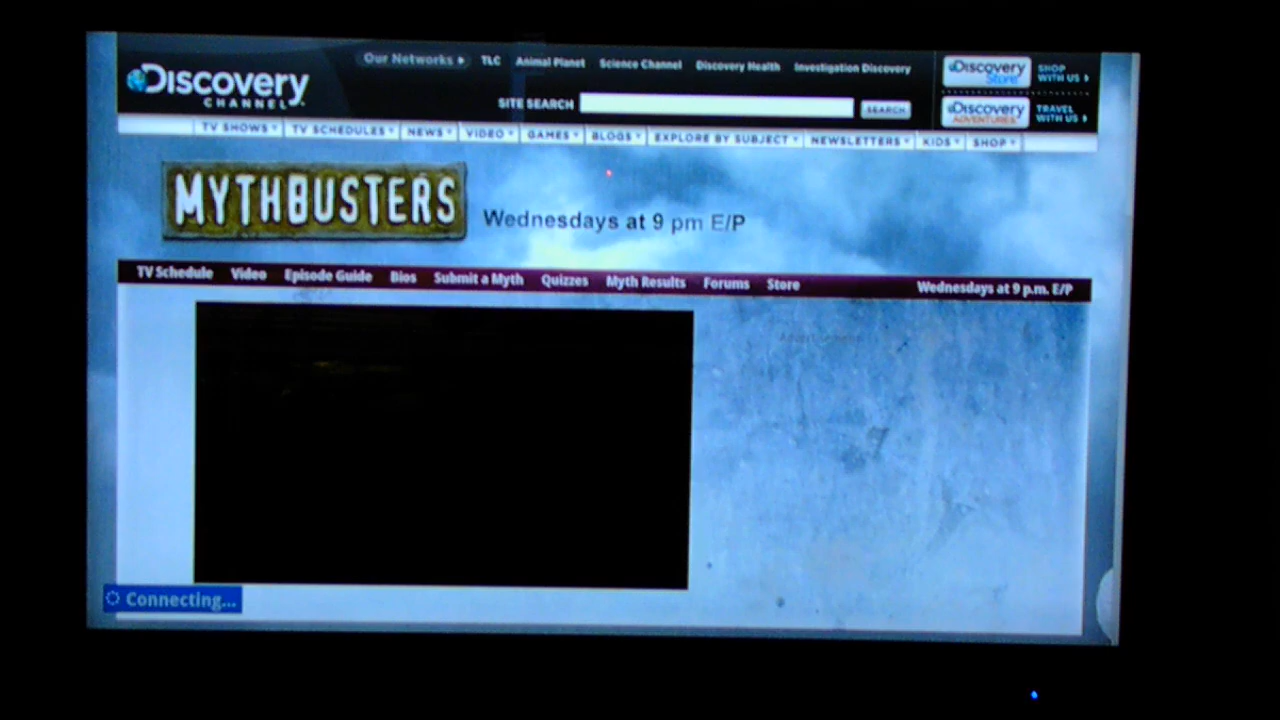 Our Networks TLC Animal Planet Science Channel Discovery Health Investigation Discovery
Discovery
CHANNEL
SITE SEARCH SEARCH
Discovery
Store
SHOP
WITH US
Discovery
ADVENTURES
TRAVEL
WITH US
TV SHOWS TV SCHEDULES NEWS VIDEO GAMES BLOGS EXPLORE BY SUBJECT NEWSLETTERS KIDS SHOP
MYTHBUSTERS
Wednesdays at 9 pm E/P
TV Schedule Video Episode Guide Bios Submit a Myth Quizzes Myth Results Forums Store Wednesdays at 9 p.m. E/P
Advertisement
Connecting...